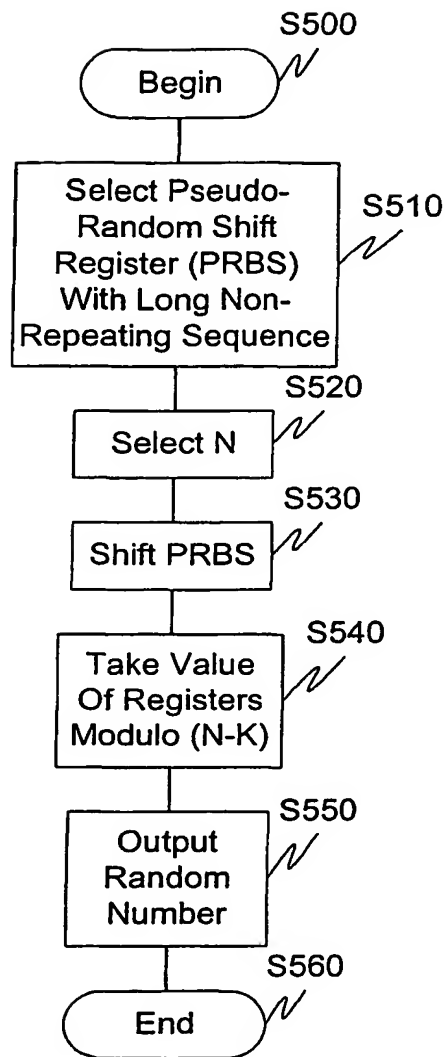 S500
Begin
S510
Select Pseudo-
Random Shift
Register (PRBS)
With Long Non-
Repeating Sequence
S520
Select N
S530
Shift PRBS
S540
Take Value
Of Registers
Modulo (N-K)
S550
Output
Random
Number
S560
End